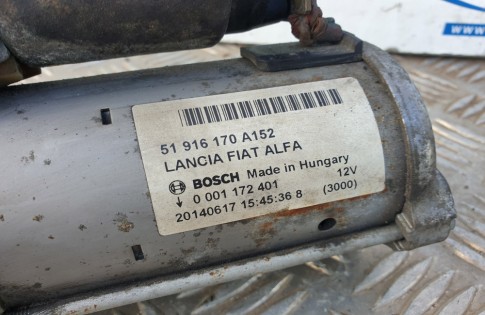 51 916 170 A152
LANCIA FIAT ALFA
BOSCH Made in Hungary
0 001 172 401 12V
20140617 15:45:36 8 (3000)
www.